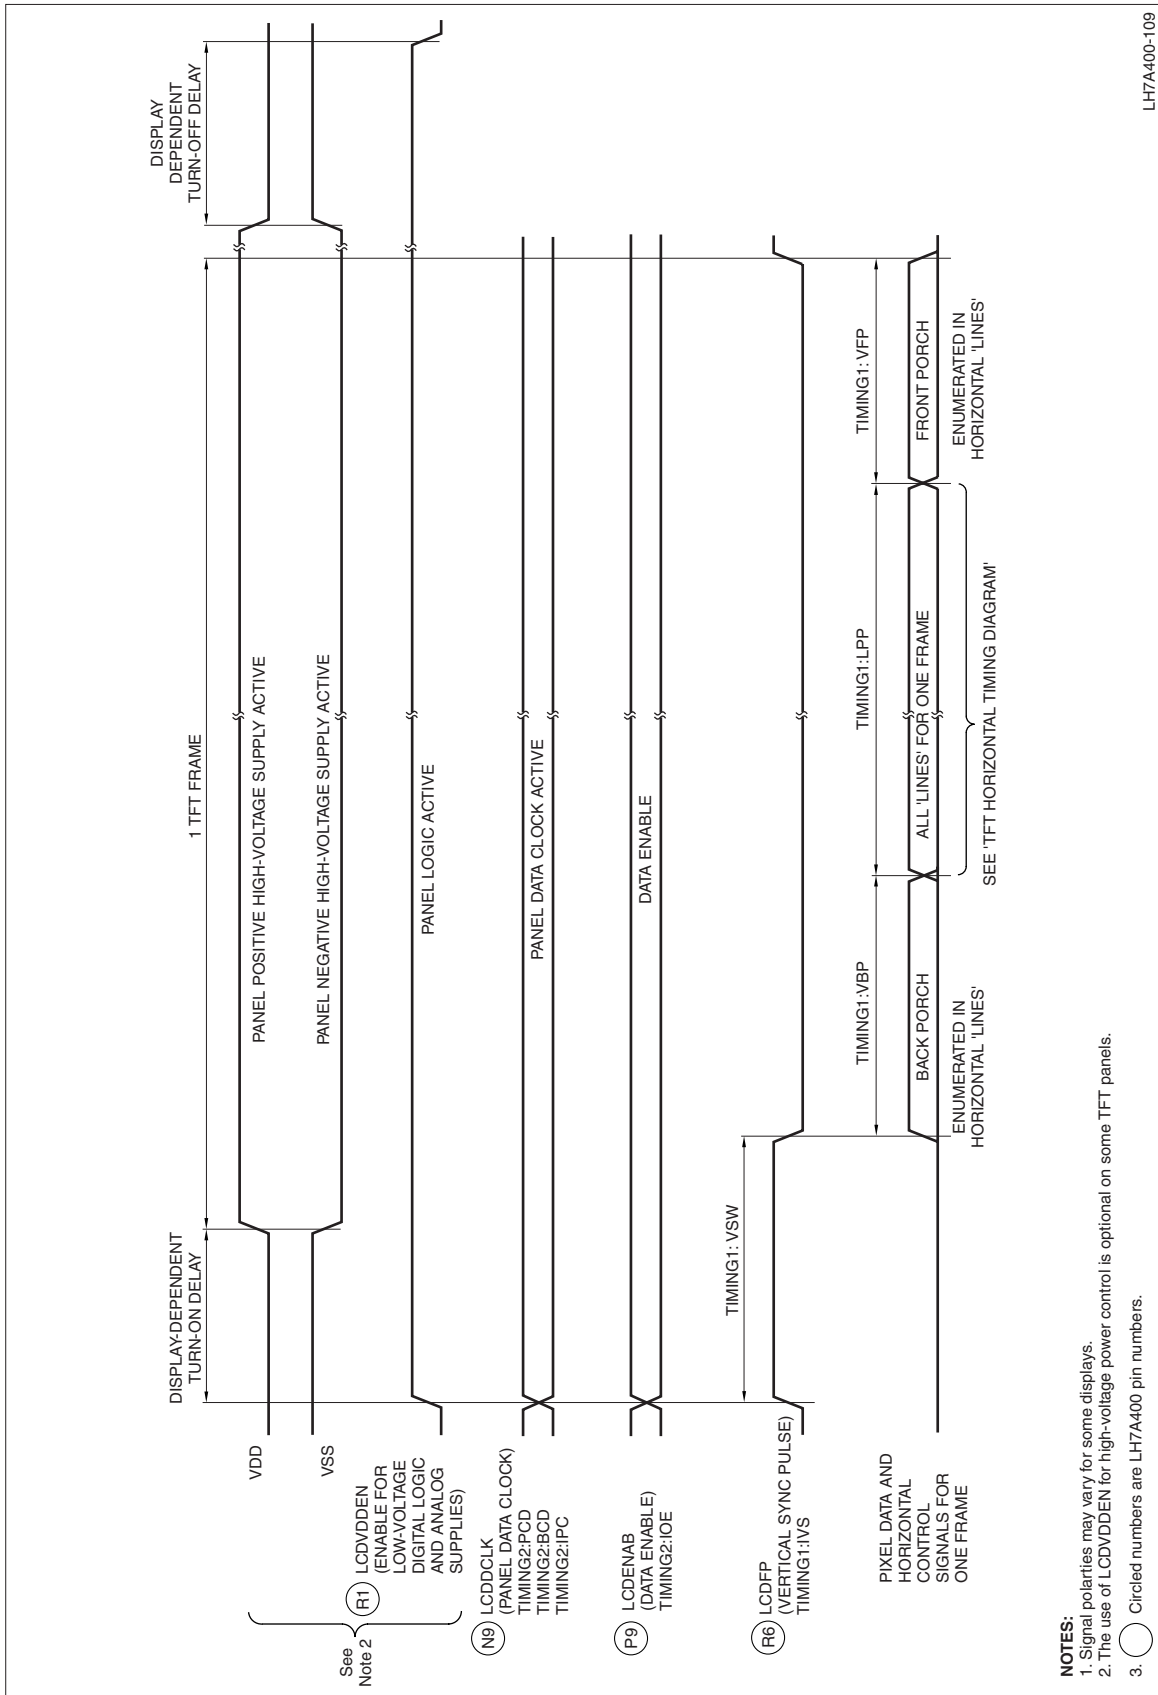 DISPLAY-DEPENDENT
TURN-ON DELAY
1 TFT FRAME
DISPLAY
DEPENDENT
TURN-OFF DELAY
VDD
PANEL POSITIVE HIGH-VOLTAGE SUPPLY ACTIVE
VSS
PANEL NEGATIVE HIGH-VOLTAGE SUPPLY ACTIVE
See
Note 2
R1
LCDVDDEN
(ENABLE FOR
LOW-VOLTAGE
DIGITAL LOGIC
AND ANALOG
SUPPLIES)
PANEL LOGIC ACTIVE
N9
LCDDCLK
(PANEL DATA CLOCK)
TIMING2:PCD
TIMING2:BCD
TIMING2:IPC
PANEL DATA CLOCK ACTIVE
P9
LCDENAB
(DATA ENABLE)
TIMING2:IOE
DATA ENABLE
R6
LCDFP
(VERTICAL SYNC PULSE)
TIMING1:IVS
TIMING1: VSW
TIMING1:VBP
TIMING1:LPP
TIMING1: VFP
PIXEL DATA AND
HORIZONTAL
CONTROL
SIGNALS FOR
ONE FRAME
BACK PORCH
ALL 'LINES' FOR ONE FRAME
FRONT PORCH
ENUMERATED IN
HORIZONTAL 'LINES'
SEE 'TFT HORIZONTAL TIMING DIAGRAM'
ENUMERATED IN
HORIZONTAL 'LINES'
NOTES:
1. Signal polarties may vary for some displays.
2. The use of LCDVDDEN for high-voltage power control is optional on some TFT panels.
3. Circled numbers are LH7A400 pin numbers.
LH7A400-109